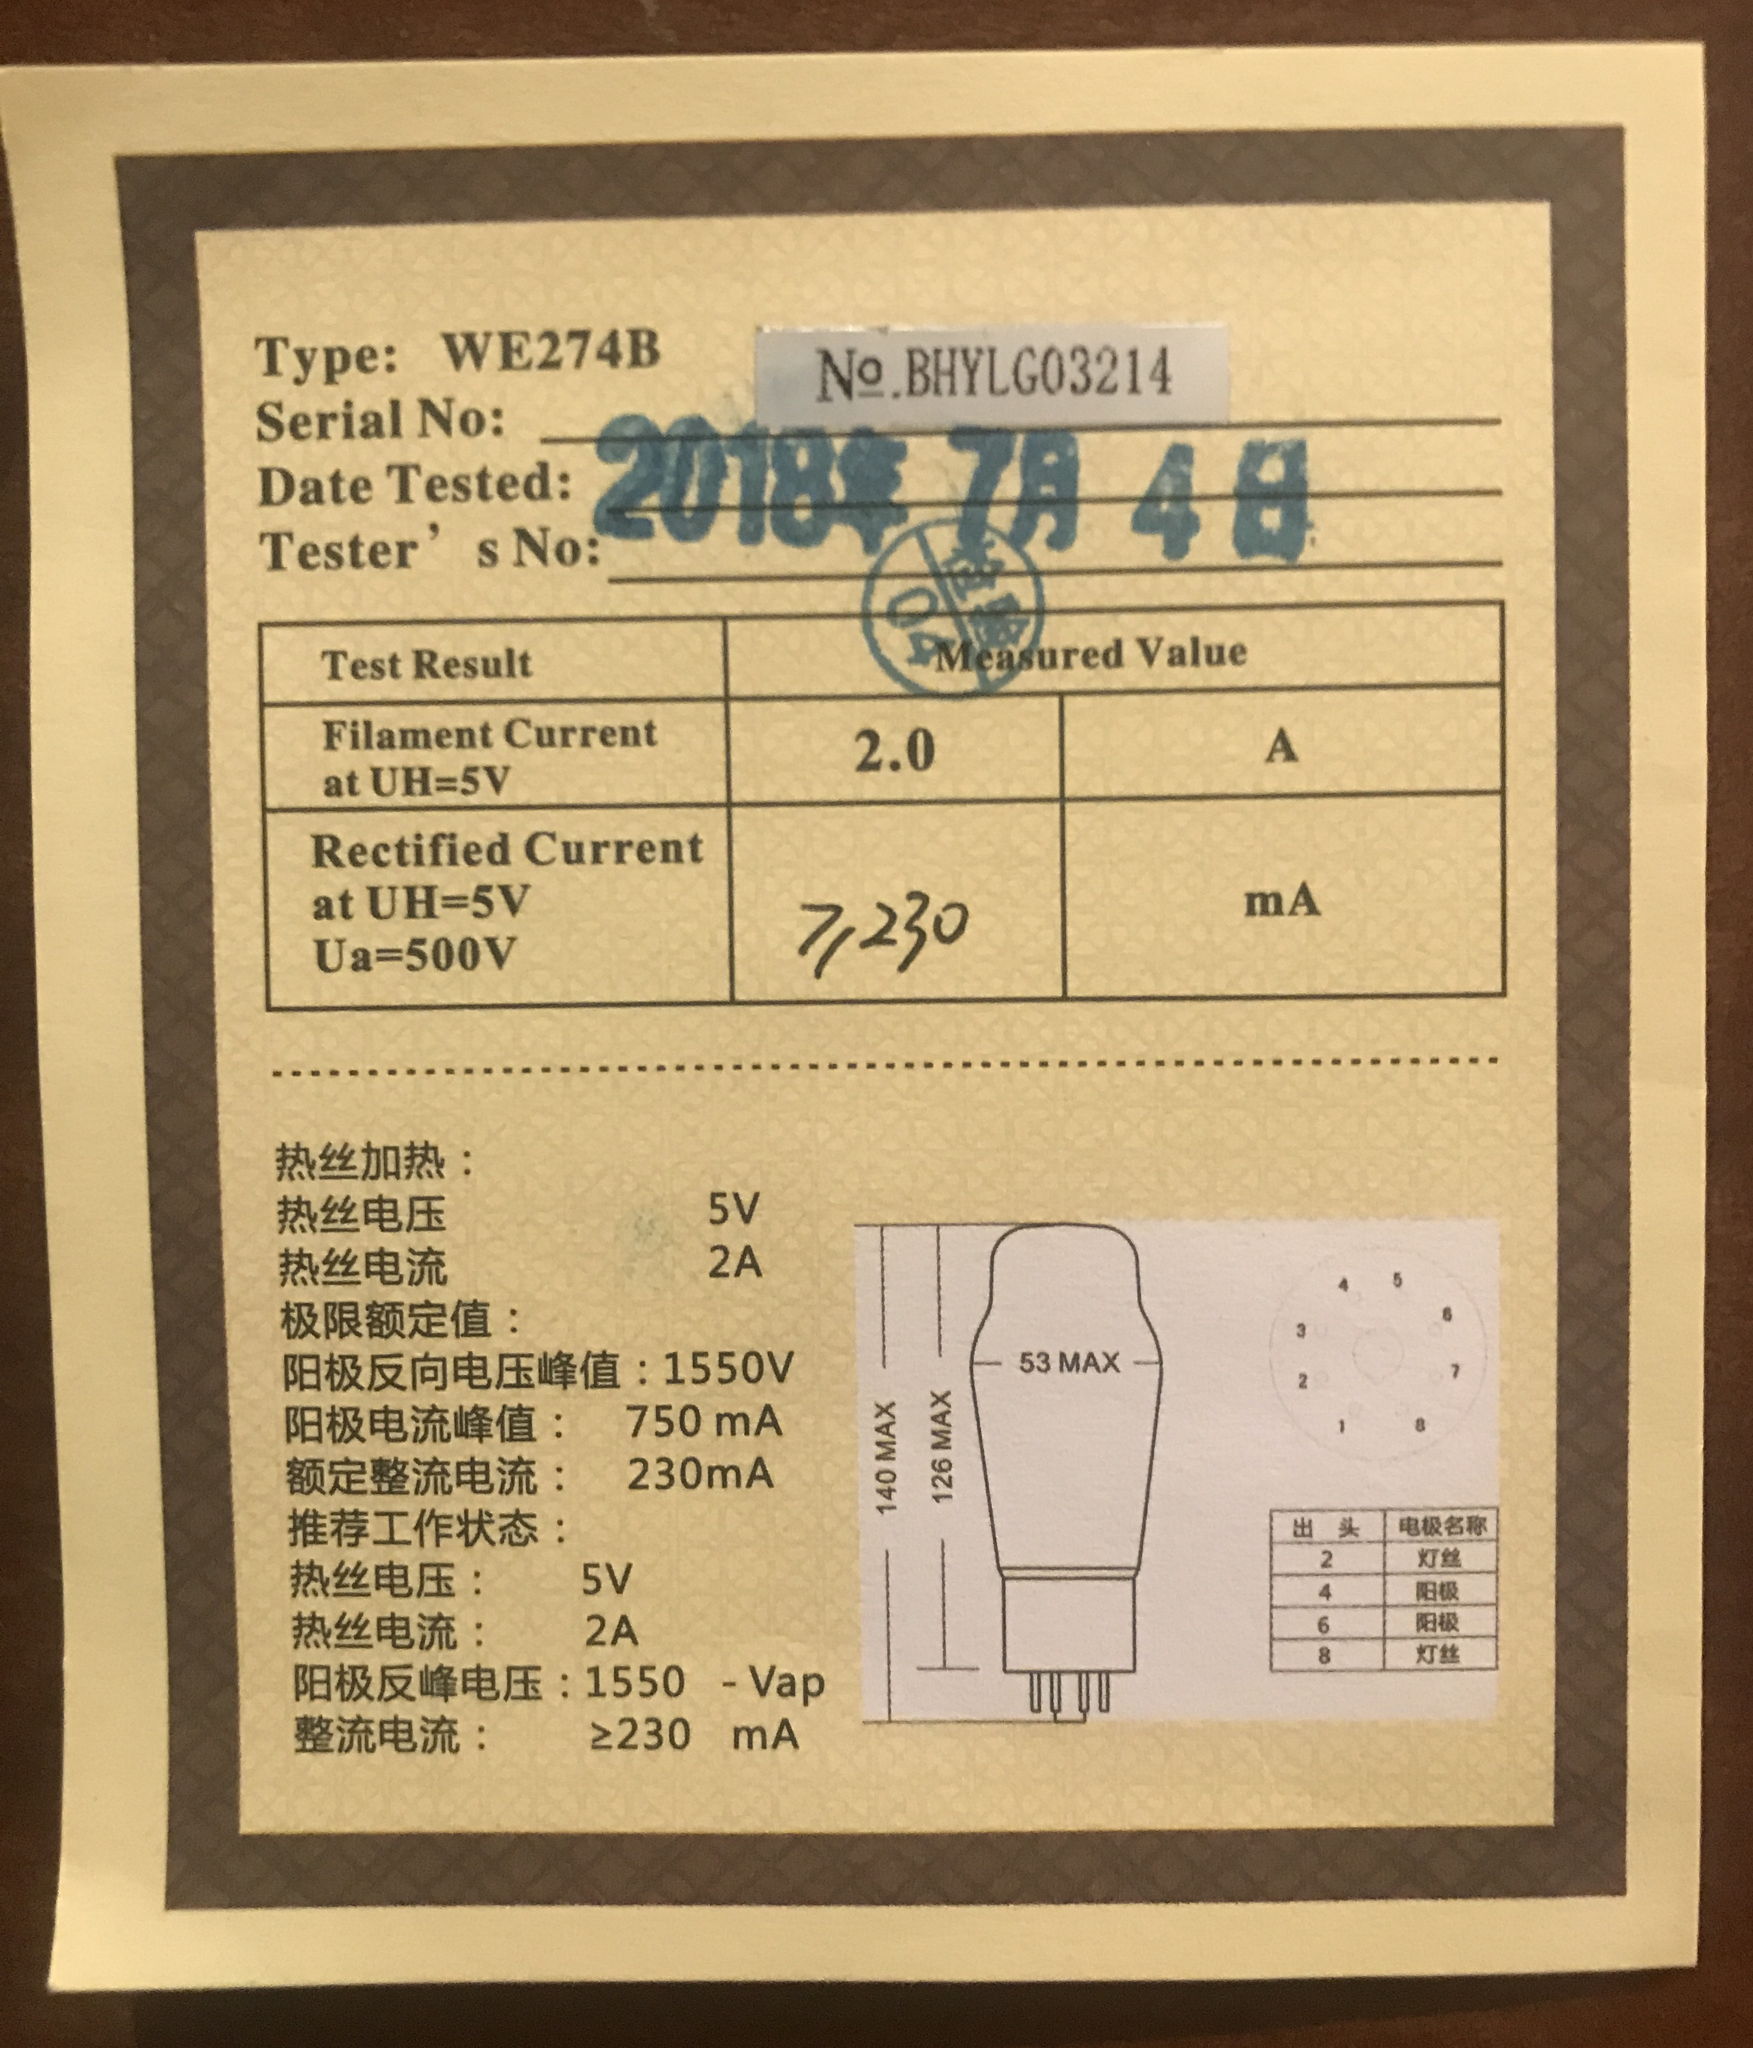 Type: WE274B
No.BHYLG03214
Serial No:
Date Tested: 2018年 7月 4日
Tester’s No:
04
Test Result Measured Value
Filament Current
at UH=5V
2.0 A
Rectified Current
at UH=5V
Ua=500V
≥230 mA
热丝加热：
热丝电压 5V
热丝电流 2A
极限额定值：
阳极反向电压峰值：1550V
阳极电流峰值： 750 mA
额定整流电流： 230mA
推荐工作状态：
热丝电压： 5V
热丝电流： 2A
阳极反峰电压：1550 - Vap
整流电流： ≥230 mA
140 MAX
126 MAX
53 MAX
4 5
3 6
2 7
1 8
出 头 电极名称
2 灯丝
4 阳极
6 阳极
8 灯丝